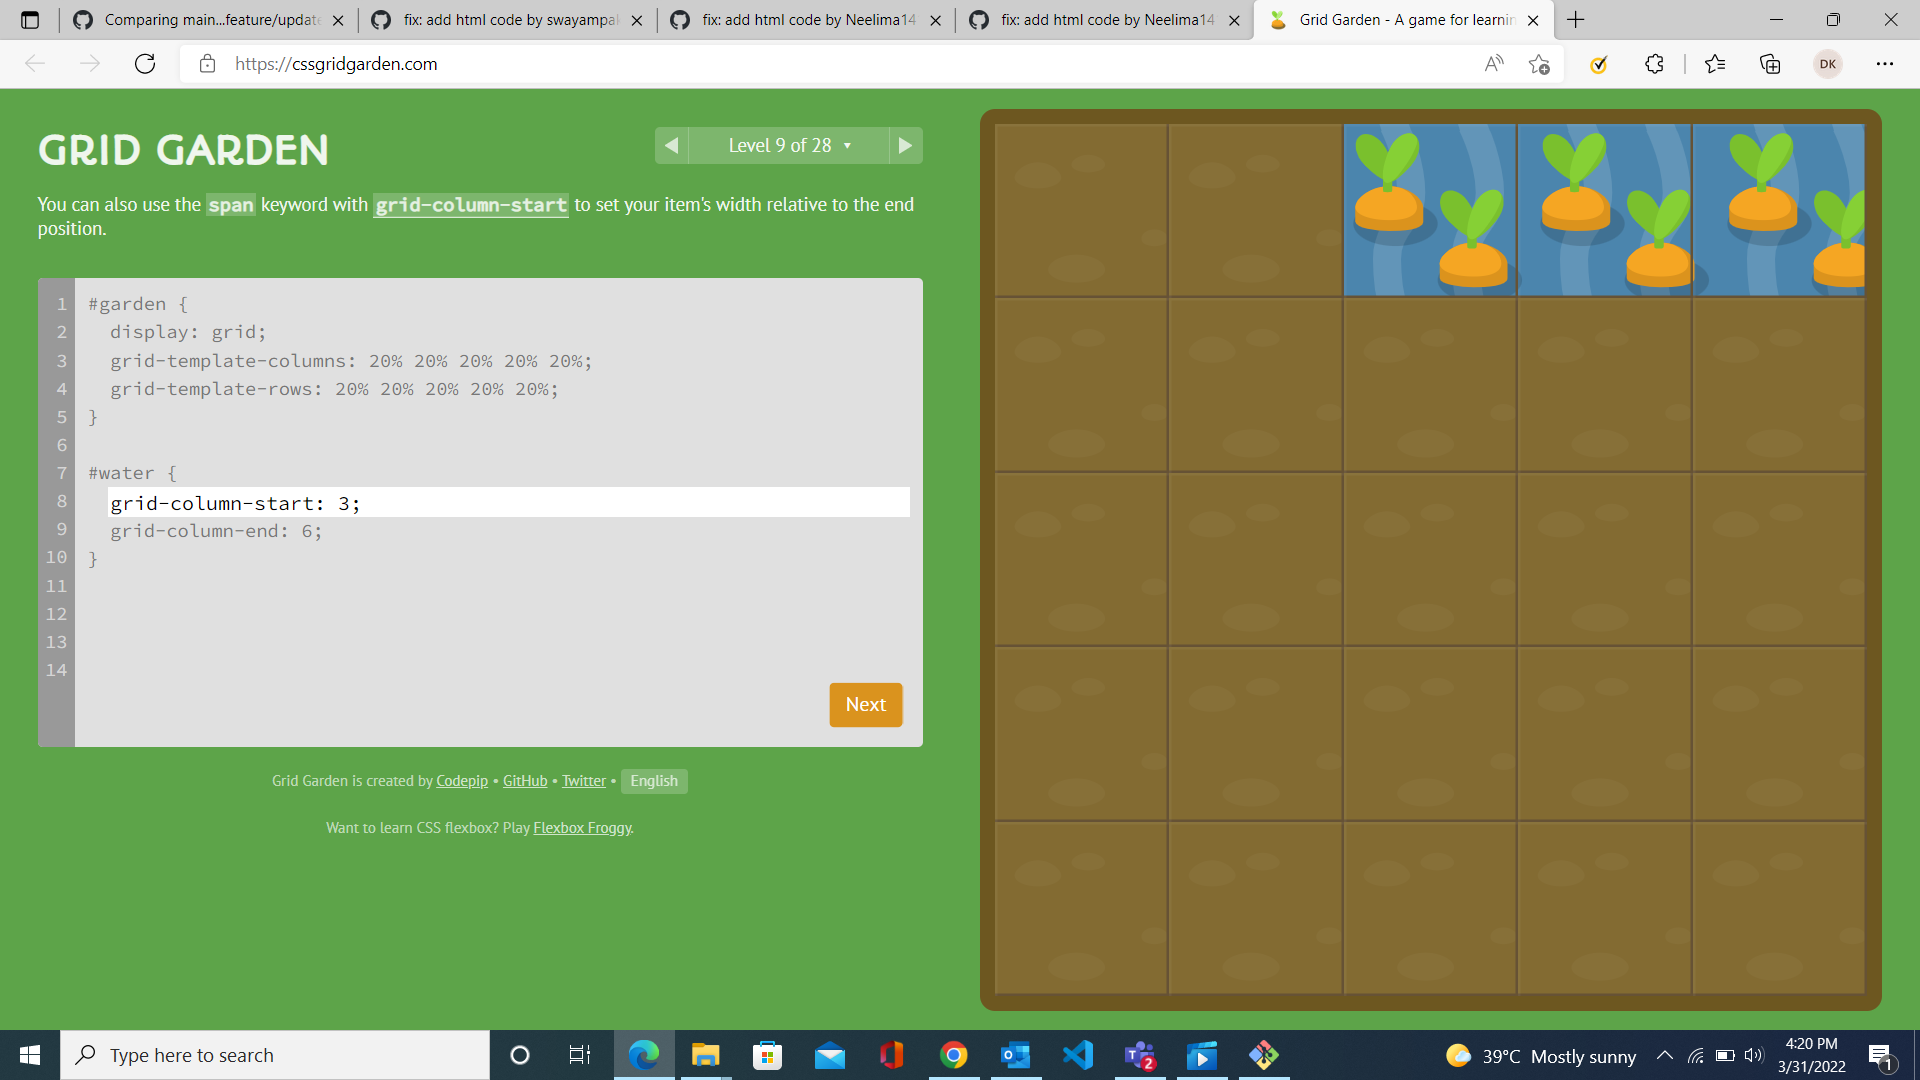 Comparing main...feature/update
fix: add html code by swayampak
fix: add html code by Neelima14
fix: add html code by Neelima14
Grid Garden - A game for learnin
https://cssgridgarden.com
DK
GRID GARDEN
Level 9 of 28
You can also use the span keyword with grid-column-start to set your item's width relative to the end
position.
1 #garden {
2 display: grid;
3 grid-template-columns: 20% 20% 20% 20% 20%;
4 grid-template-rows: 20% 20% 20% 20% 20%;
5 }
6
7 #water {
8 grid-column-start: 3;
9 grid-column-end: 6;
10 }
11
12
13
14
Next
Grid Garden is created by Codepip • GitHub • Twitter • English
Want to learn CSS flexbox? Play Flexbox Froggy.
Type here to search
2
39°C Mostly sunny
4:20 PM
3/31/2022
1